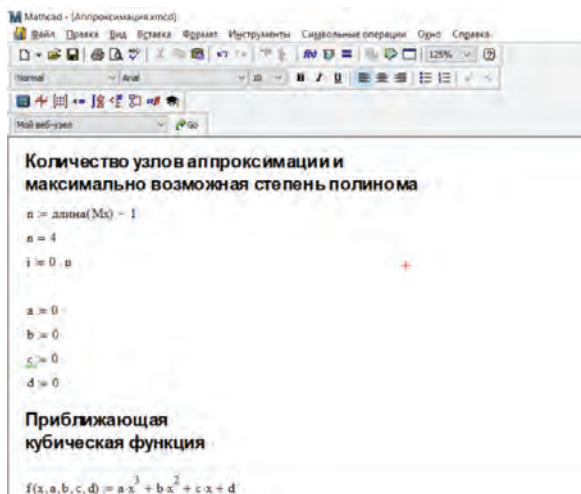 Mathcad - [Аппроксимация.xmcd]
Файл Правка Вид Вставка Формат Инструменты Символьные операции Окно Справка
125%
Normal Arial 10 B I U
Мой веб-узел Go
Количество узлов аппроксимации и
максимально возможная степень полинома
n := длина(Mx) − 1
n = 4
i := 0 .. n
a := 0
b := 0
c := 0
d := 0
Приближающая
кубическая функция
f(x, a, b, c, d) := a·x³ + b·x² + c·x + d